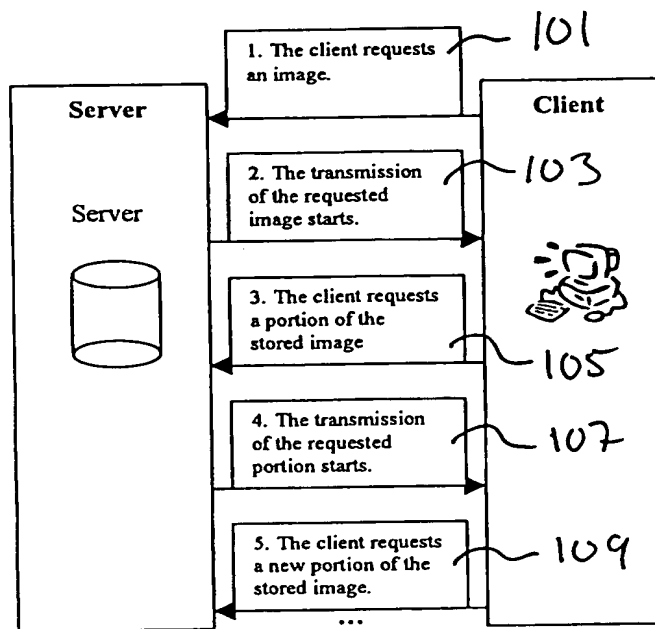 1. The client requests
an image.
101
Server
Client
2. The transmission
of the requested
image starts.
103
Server
3. The client requests
a portion of the
stored image
105
4. The transmission
of the requested
portion starts.
107
5. The client requests
a new portion of the
stored image.
109
...